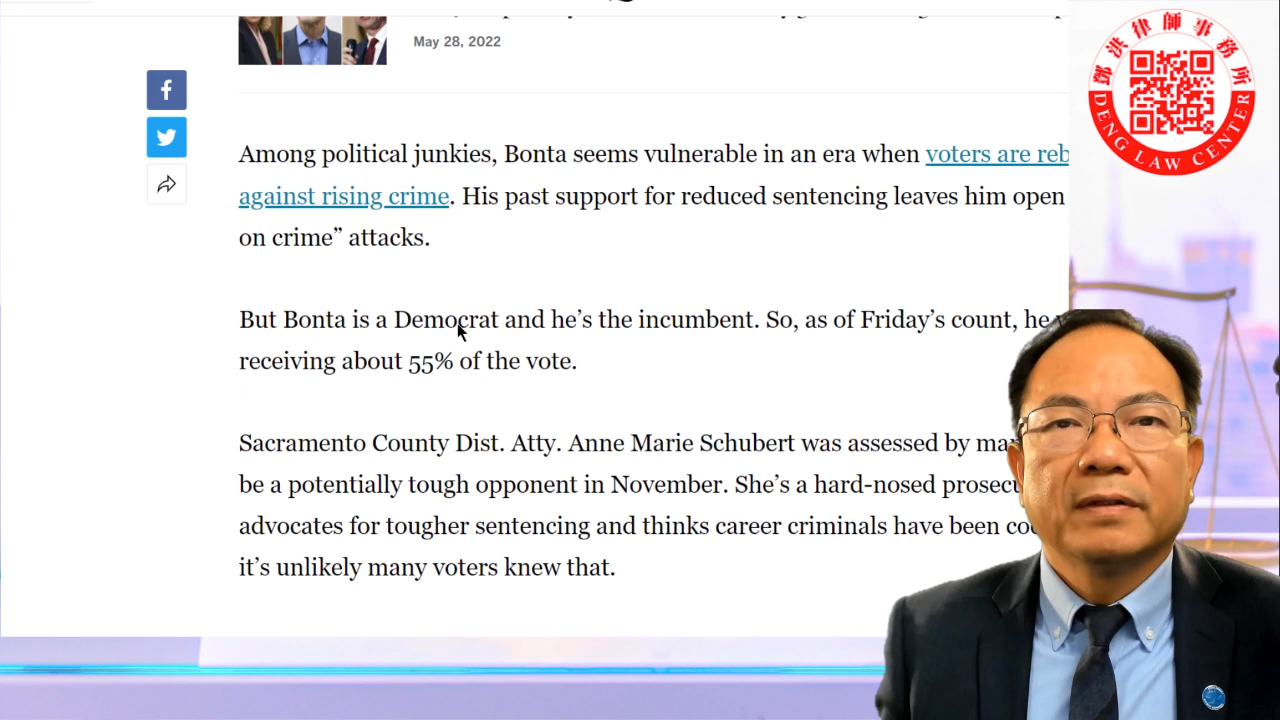 May 28, 2022
Among political junkies, Bonta seems vulnerable in an era when voters are reb
against rising crime. His past support for reduced sentencing leaves him open
on crime” attacks.
But Bonta is a Democrat and he’s the incumbent. So, as of Friday’s count, he
receiving about 55% of the vote.
Sacramento County Dist. Atty. Anne Marie Schubert was assessed by ma
be a potentially tough opponent in November. She’s a hard-nosed prosecu
advocates for tougher sentencing and thinks career criminals have been co
it’s unlikely many voters knew that.
鄧洪律師事務所
DENG LAW CENTER